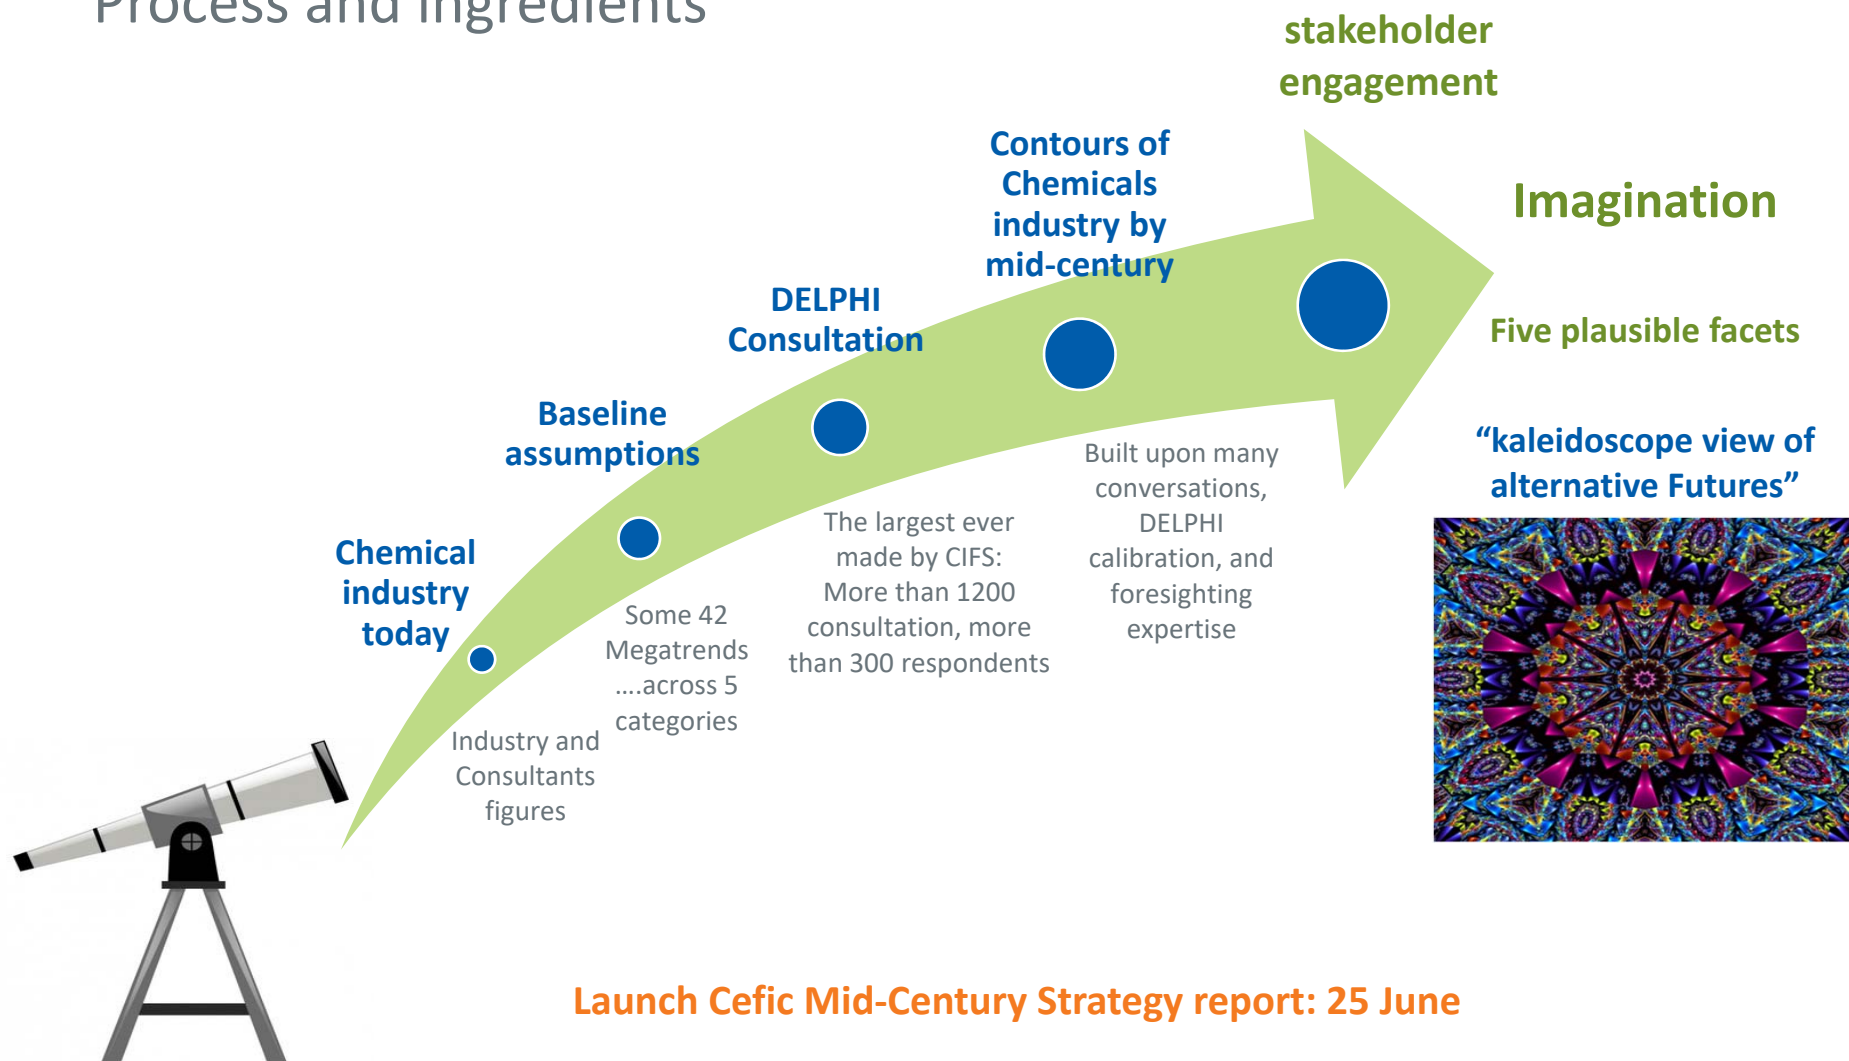 Process and Ingredients
stakeholder
engagement
Contours of
Chemicals
industry by
mid-century
Imagination
DELPHI
Consultation
Five plausible facets
Baseline
assumptions
“kaleidoscope view of
alternative Futures”
Built upon many
conversations,
DELPHI
calibration, and
foresighting
expertise
The largest ever
made by CIFS:
More than 1200
consultation, more
than 300 respondents
Chemical
industry
today
Some 42
Megatrends
....across 5
categories
Industry and
Consultants
figures
Launch Cefic Mid-Century Strategy report: 25 June